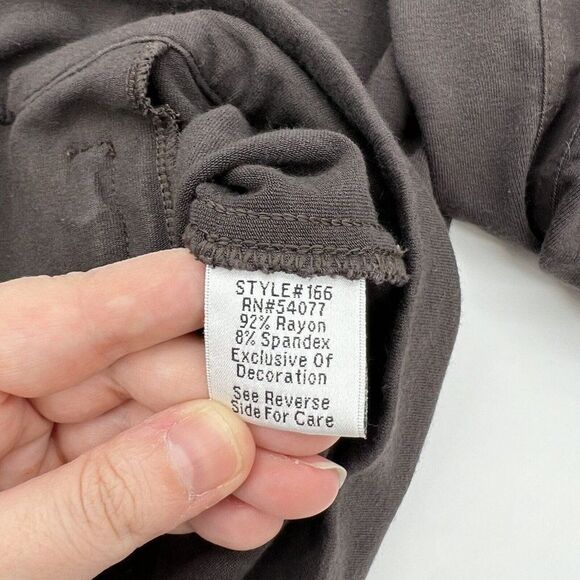 STYLE#166
RN#54077
92% Rayon
8% Spandex
Exclusive Of
Decoration
See Reverse
Side For Care